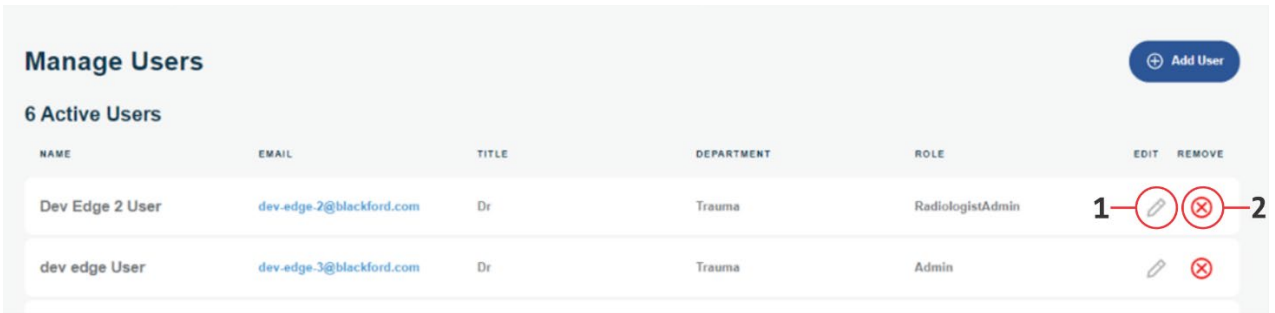 Manage Users
Add User
6 Active Users
NAME EMAIL TITLE DEPARTMENT ROLE EDIT REMOVE
Dev Edge 2 User dev-edge-2@blackford.com Dr Trauma RadiologistAdmin 1 2
dev edge User dev-edge-3@blackford.com Dr Trauma Admin